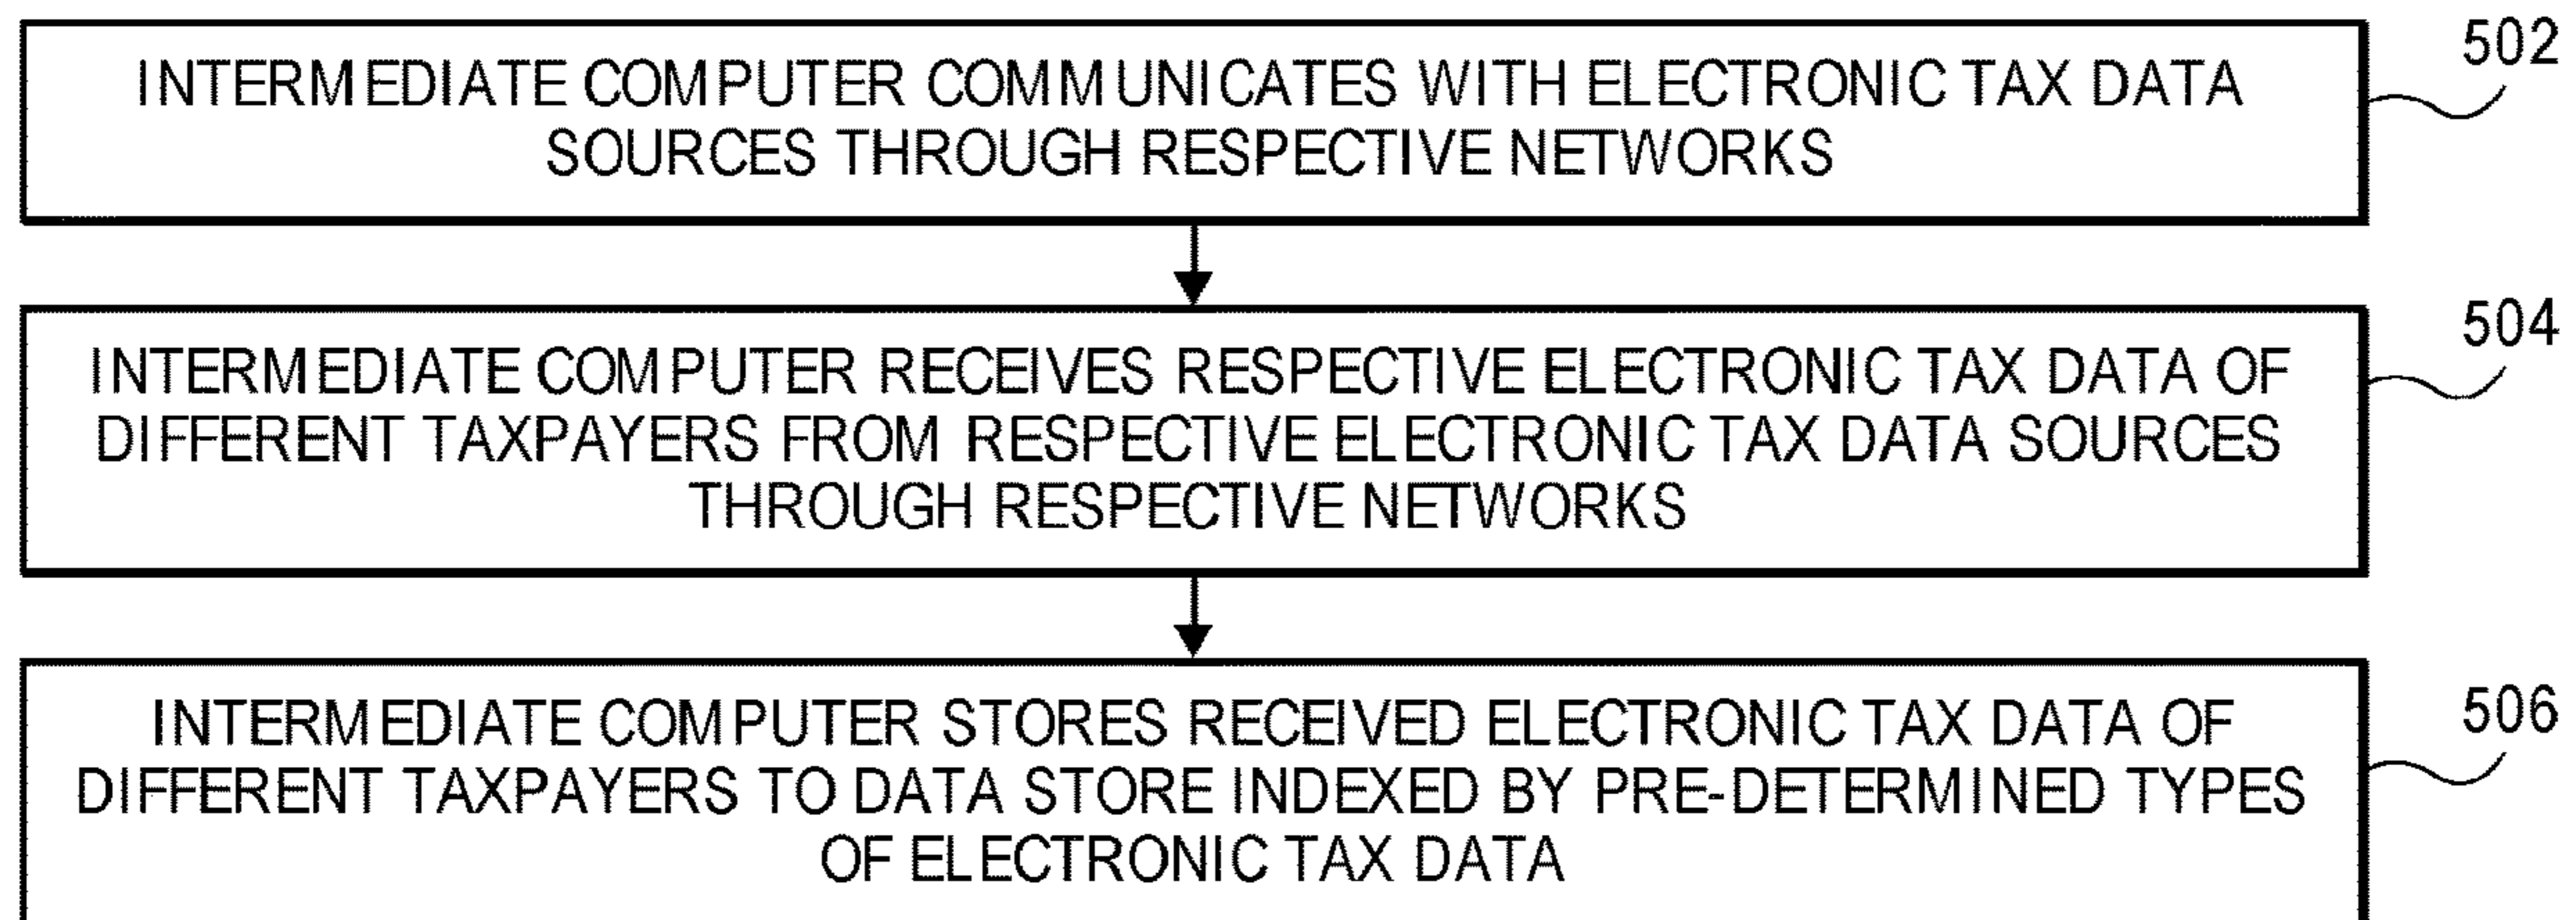 502
INTERMEDIATE COMPUTER COMMUNICATES WITH ELECTRONIC TAX DATA
SOURCES THROUGH RESPECTIVE NETWORKS
504
INTERMEDIATE COMPUTER RECEIVES RESPECTIVE ELECTRONIC TAX DATA OF
DIFFERENT TAXPAYERS FROM RESPECTIVE ELECTRONIC TAX DATA SOURCES
THROUGH RESPECTIVE NETWORKS
506
INTERMEDIATE COMPUTER STORES RECEIVED ELECTRONIC TAX DATA OF
DIFFERENT TAXPAYERS TO DATA STORE INDEXED BY PRE-DETERMINED TYPES
OF ELECTRONIC TAX DATA